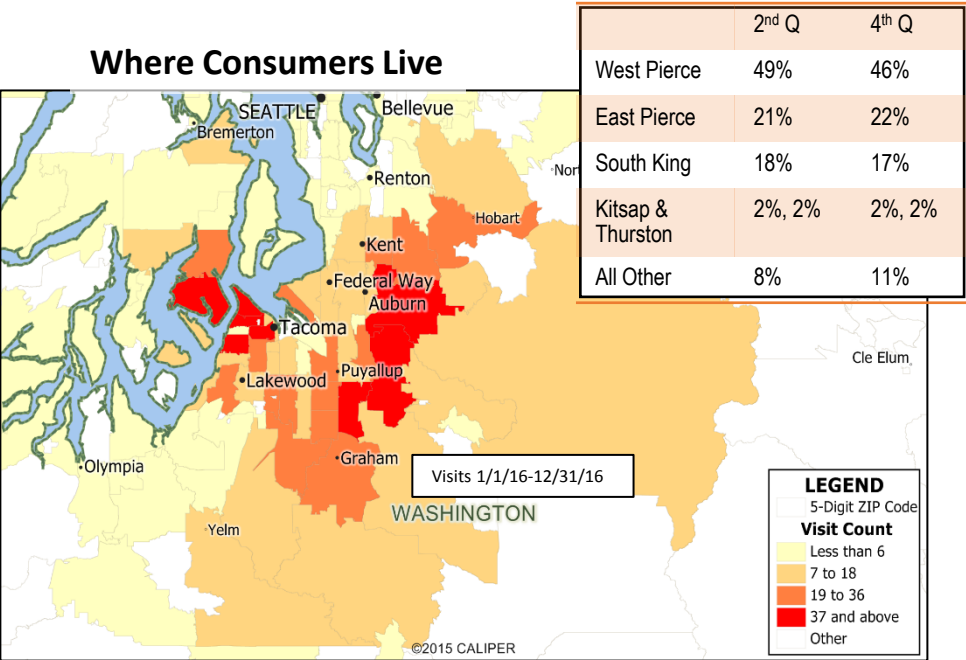 Where Consumers Live
2nd Q 4th Q
West Pierce 49% 46%
East Pierce 21% 22%
South King 18% 17%
Kitsap & 2%, 2% 2%, 2%
Thurston
All Other 8% 11%
SEATTLE
Bellevue
Bremerton
Renton
Nort
Hobart
Kent
Federal Way
Auburn
Tacoma
Cle Elum
Puyallup
Lakewood
Graham
Olympia
Visits 1/1/16-12/31/16
WASHINGTON
Yelm
LEGEND
5-Digit ZIP Code
Visit Count
Less than 6
7 to 18
19 to 36
37 and above
Other
©2015 CALIPER